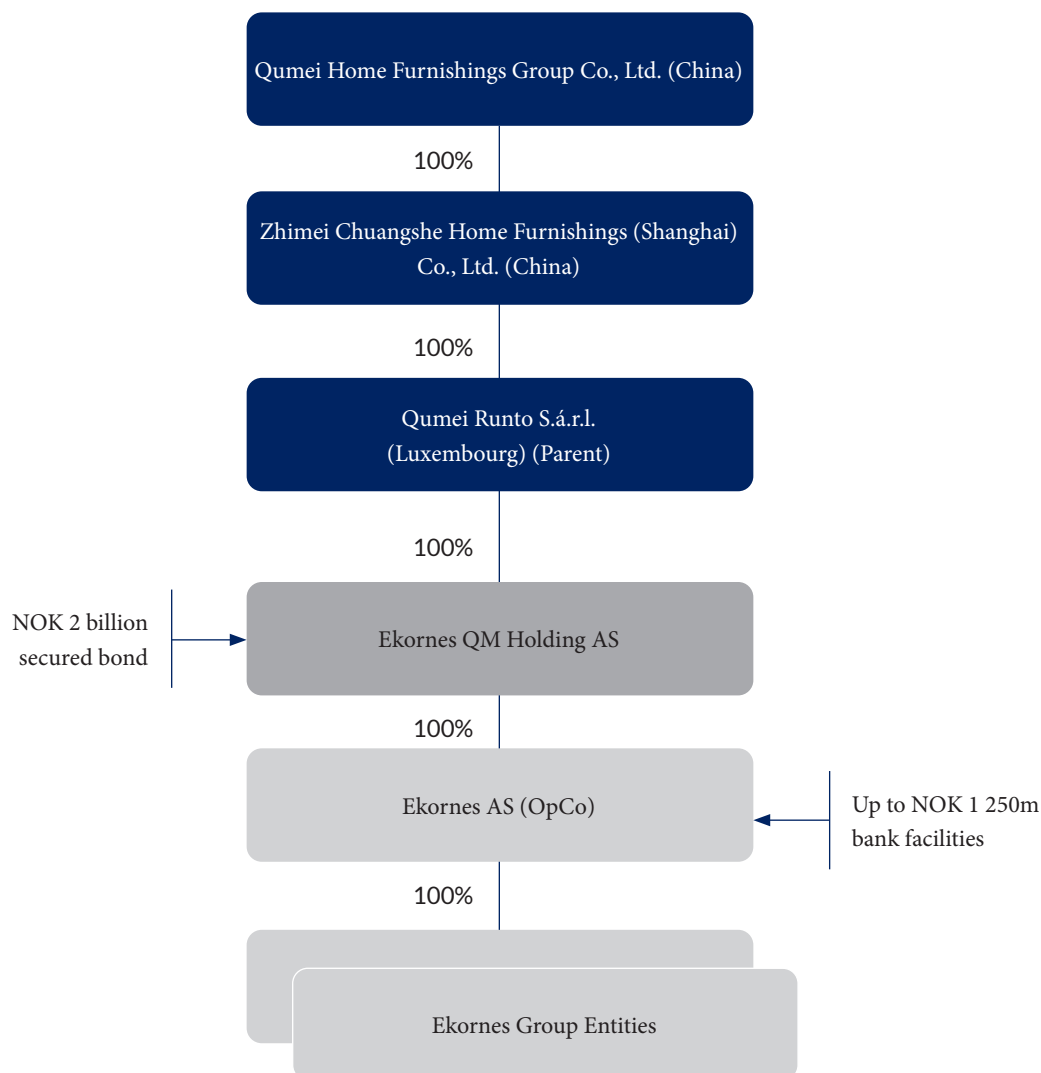 Qumei Home Furnishings Group Co., Ltd. (China)
100%
Zhimei Chuangshe Home Furnishings (Shanghai)
Co., Ltd. (China)
100%
Qumei Runto S.á.r.l.
(Luxembourg) (Parent)
100%
NOK 2 billion
secured bond
Ekornes QM Holding AS
100%
Ekornes AS (OpCo)
Up to NOK 1 250m
bank facilities
100%
Ekornes Group Entities